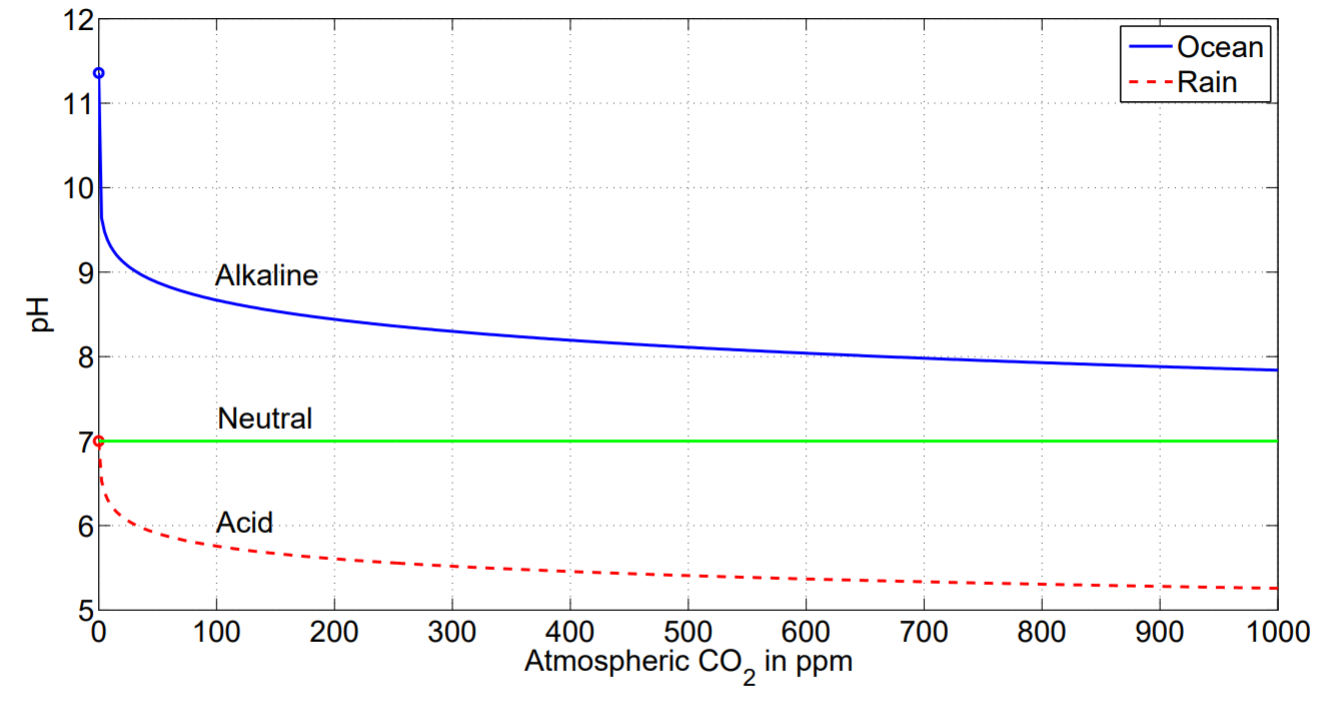 12
Ocean
Rain
11
10
9
Alkaline
pH
8
Neutral
7
6
Acid
5
0 100 200 300 400 500 600 700 800 900 1000
Atmospheric CO2 in ppm